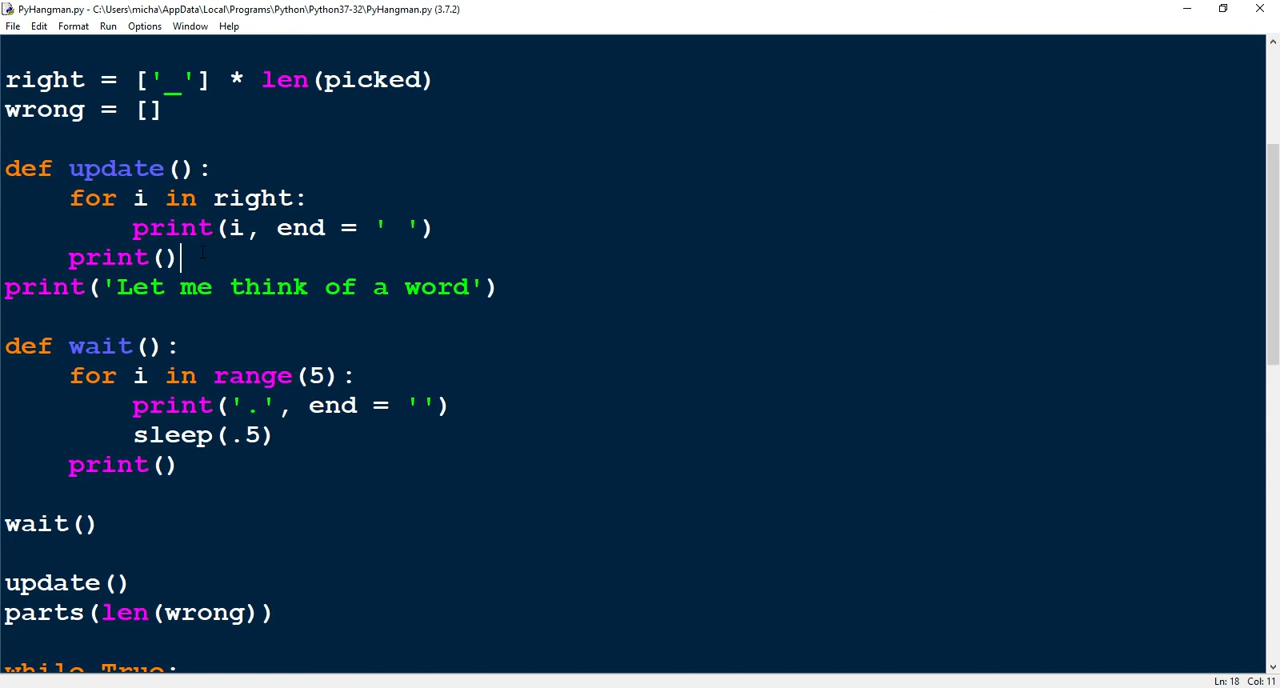 PyHangman.py - C:\Users\micha\AppData\Local\Programs\Python\Python37-32\PyHangman.py (3.7.2)
File Edit Format Run Options Window Help
right = ['_'] * len(picked)
wrong = []
def update():
    for i in right:
        print(i, end = ' ')
    print()
print('Let me think of a word')
def wait():
    for i in range(5):
        print('.', end = '')
        sleep(.5)
    print()
wait()
update()
parts(len(wrong))
while True:
Ln: 18 Col: 11